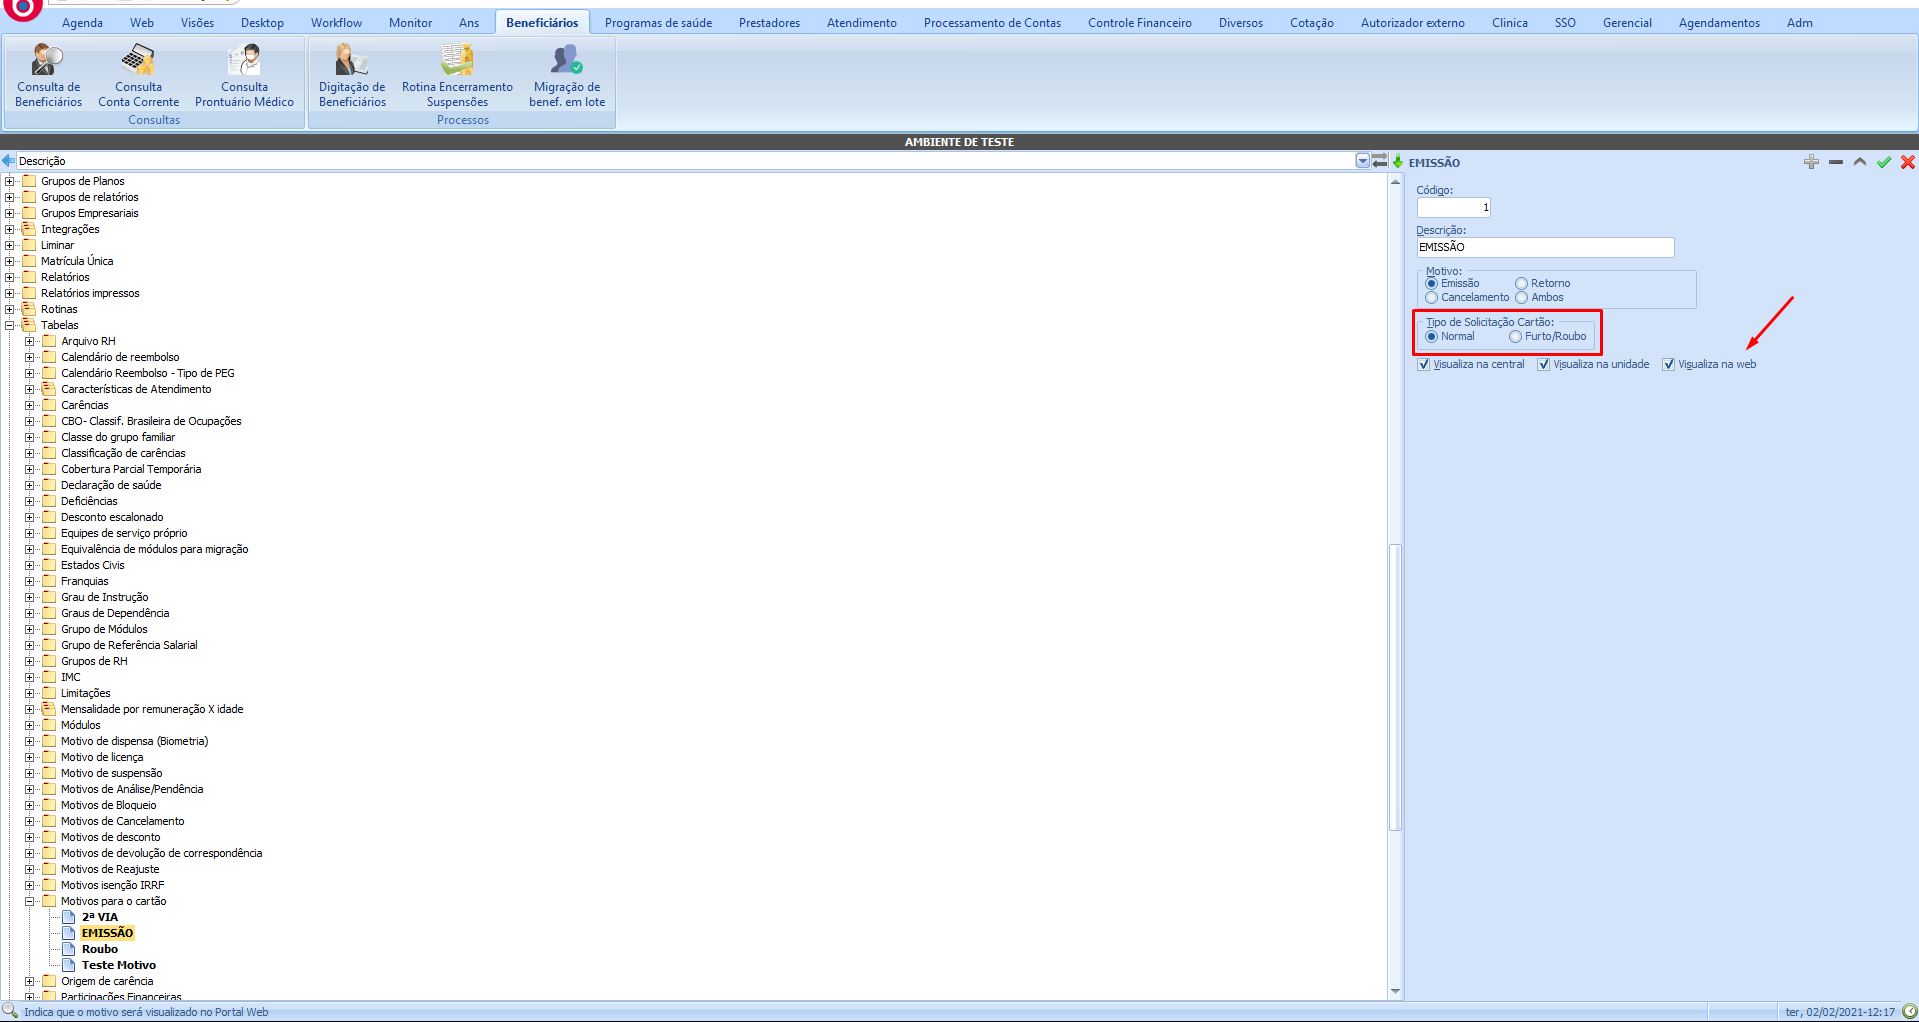 Agenda Web Visões Desktop Workflow Monitor Ans Beneficiários Programas de saúde Prestadores Atendimento Processamento de Contas Controle Financeiro Diversos Cotação Autorizador externo Clinica SSO Gerencial Agendamentos Adm
Consulta de Beneficiários
Consulta Conta Corrente
Consulta Prontuário Médico
Digitação de Beneficiários
Rotina Encerramento Suspensões
Migração de benef. em lote
Consultas
Processos
AMBIENTE DE TESTE
Descrição
Grupos de Planos
Grupos de relatórios
Grupos Empresariais
Integrações
Liminar
Matrícula Única
Relatórios
Relatórios impressos
Rotinas
Tabelas
Arquivo RH
Calendário de reembolso
Calendário Reembolso - Tipo de PEG
Características de Atendimento
Carências
CBO- Classif. Brasileira de Ocupações
Classe do grupo familiar
Classificação de carências
Cobertura Parcial Temporária
Declaração de saúde
Deficiências
Desconto escalonado
Equipes de serviço próprio
Equivalência de módulos para migração
Estados Civis
Franquias
Grau de Instrução
Graus de Dependência
Grupo de Módulos
Grupo de Referência Salarial
Grupos de RH
IMC
Limitações
Mensalidade por remuneração X idade
Módulos
Motivo de dispensa (Biometria)
Motivo de licença
Motivo de suspensão
Motivos de Análise/Pendência
Motivos de Bloqueio
Motivos de Cancelamento
Motivos de desconto
Motivos de devolução de correspondência
Motivos de Reajuste
Motivos isenção IRRF
Motivos para o cartão
2ª VIA
EMISSÃO
Roubo
Teste Motivo
Origem de carência
Participações Financeiras
EMISSÃO
Código:
1
Descrição:
EMISSÃO
Motivo:
Emissão Retorno
Cancelamento Ambos
Tipo de Solicitação Cartão:
Normal Furto/Roubo
Visualiza na central Visualiza na unidade Visualiza na web
Indica que o motivo será visualizado no Portal Web
ter, 02/02/2021-12:17